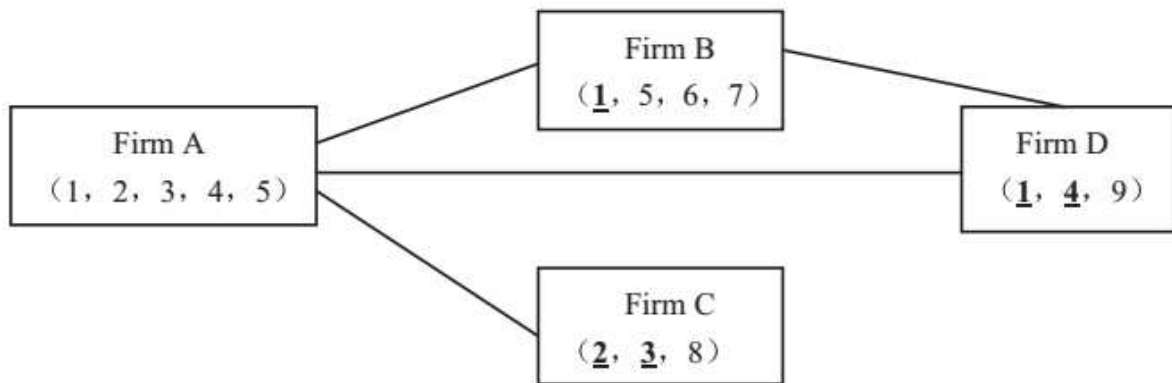 Firm B
(1, 5, 6, 7)
Firm A
(1, 2, 3, 4, 5)
Firm D
(1, 4, 9)
Firm C
(2, 3, 8)